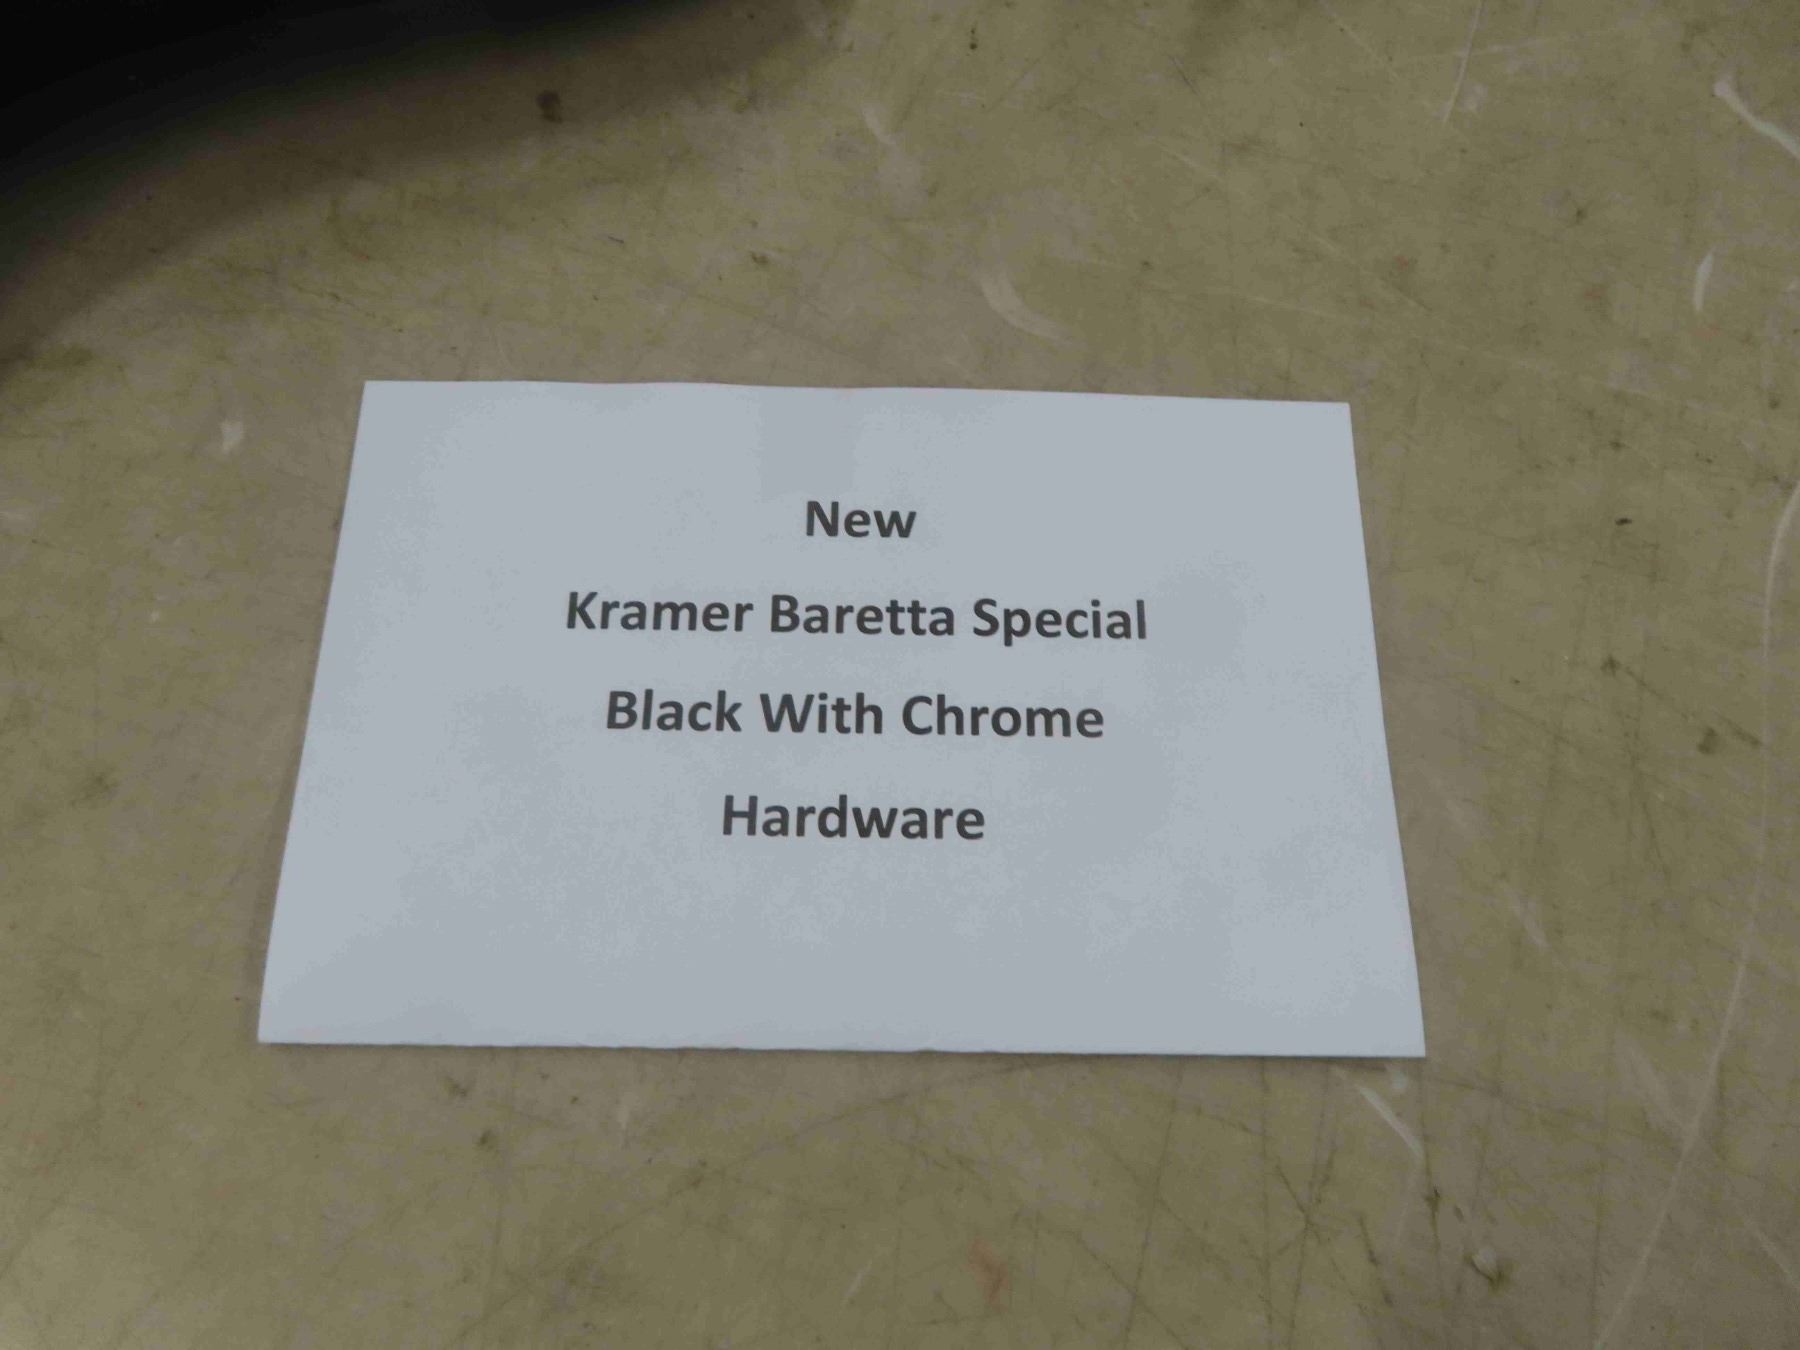 New
Kramer Baretta Special
Black With Chrome
Hardware